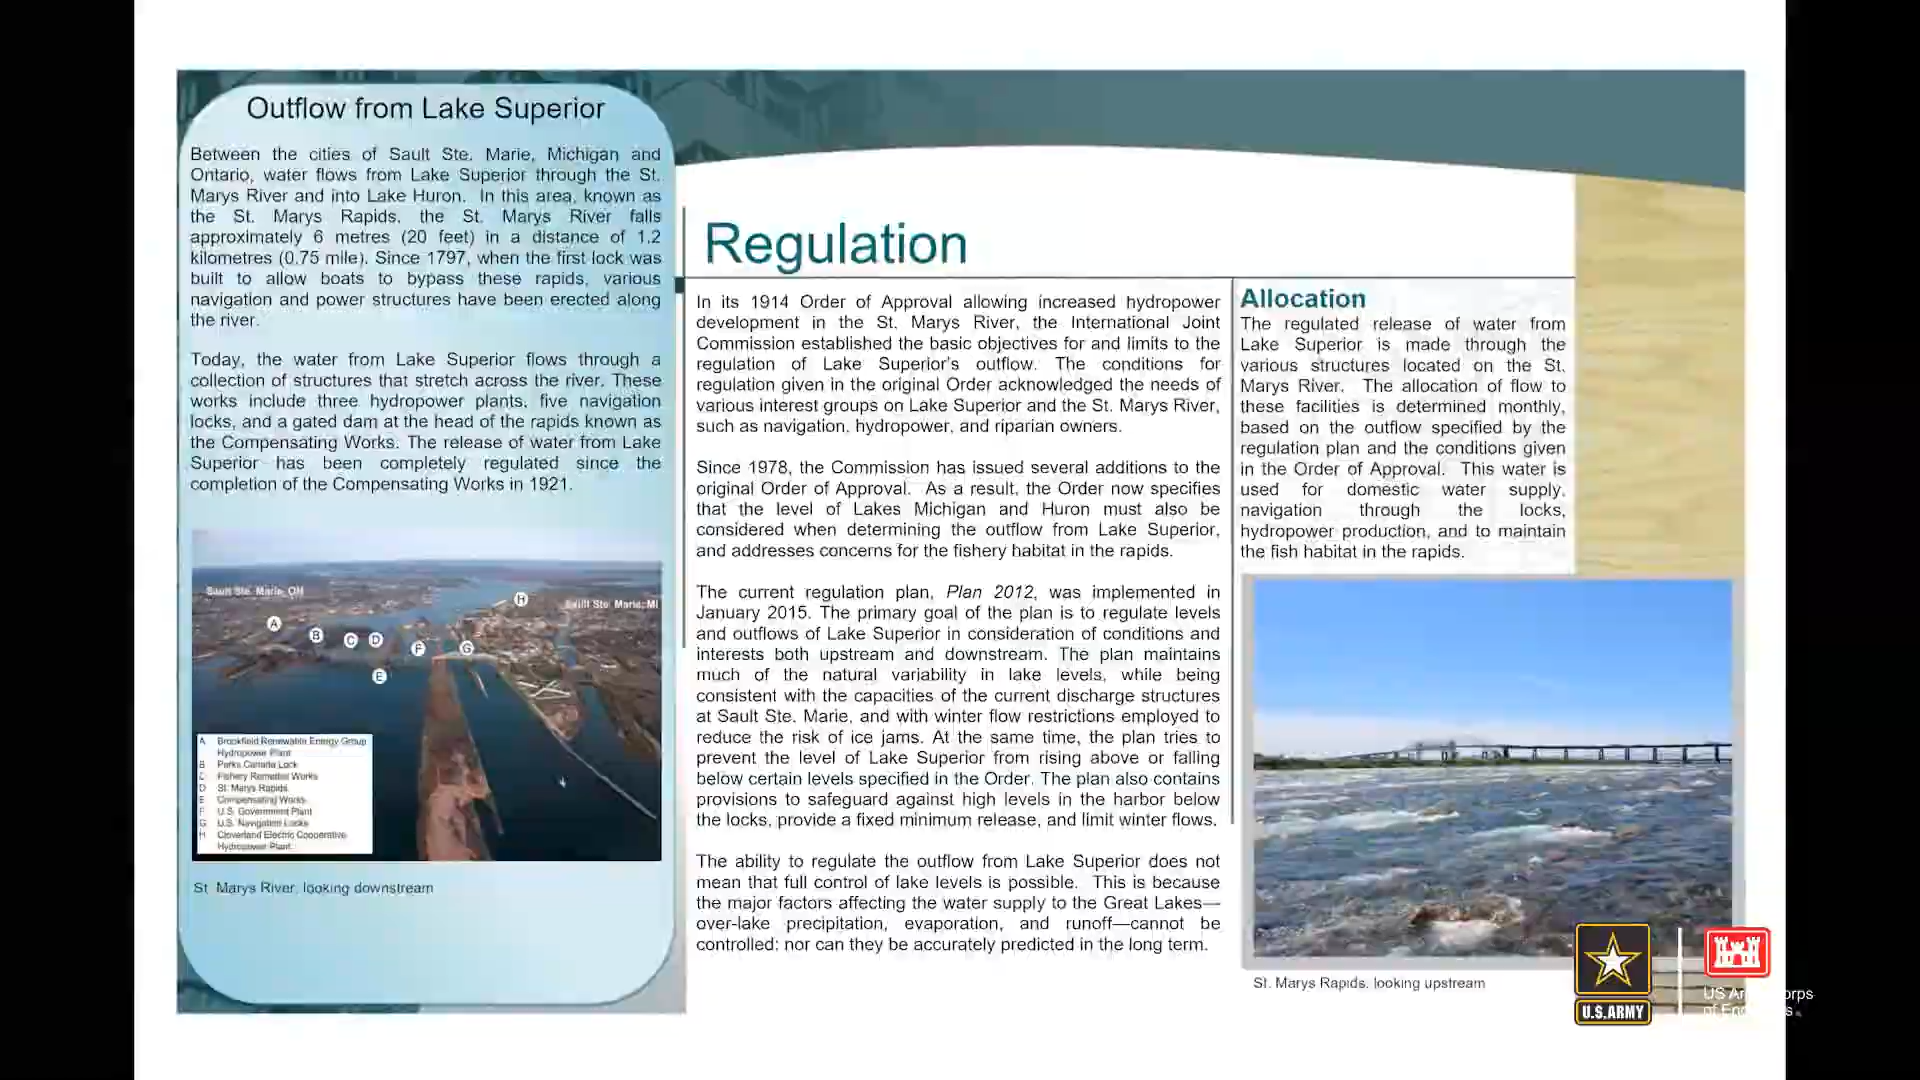 Outflow from Lake Superior
Between the cities of Sault Ste. Marie, Michigan and
Ontario, water flows from Lake Superior through the St.
Marys River and into Lake Huron. In this area, known as
the St. Marys Rapids, the St. Marys River falls
approximately 6 metres (20 feet) in a distance of 1.2
kilometres (0.75 mile). Since 1797, when the first lock was
built to allow boats to bypass these rapids, various
navigation and power structures have been erected along
the river.
Today, the water from Lake Superior flows through a
collection of structures that stretch across the river. These
works include three hydropower plants, five navigation
locks, and a gated dam at the head of the rapids known as
the Compensating Works. The release of water from Lake
Superior has been completely regulated since the
completion of the Compensating Works in 1921.
Sault Ste. Marie, ON
Sault Ste. Marie, MI
H
A
B
C
D
F
G
E
A Brookfield Renewable Energy Group
Hydropower Plant
B Parks Canada Lock
C Fishery Remedial Works
D St. Marys Rapids
E Compensating Works
F U.S. Government Plant
G U.S. Navigation Locks
H Cloverland Electric Cooperative
Hydropower Plant
St. Marys River, looking downstream
Regulation
In its 1914 Order of Approval allowing increased hydropower
development in the St. Marys River, the International Joint
Commission established the basic objectives for and limits to the
regulation of Lake Superior's outflow. The conditions for
regulation given in the original Order acknowledged the needs of
various interest groups on Lake Superior and the St. Marys River,
such as navigation, hydropower, and riparian owners.
Since 1978, the Commission has issued several additions to the
original Order of Approval. As a result, the Order now specifies
that the level of Lakes Michigan and Huron must also be
considered when determining the outflow from Lake Superior,
and addresses concerns for the fishery habitat in the rapids.
The current regulation plan, Plan 2012, was implemented in
January 2015. The primary goal of the plan is to regulate levels
and outflows of Lake Superior in consideration of conditions and
interests both upstream and downstream. The plan maintains
much of the natural variability in lake levels, while being
consistent with the capacities of the current discharge structures
at Sault Ste. Marie, and with winter flow restrictions employed to
reduce the risk of ice jams. At the same time, the plan tries to
prevent the level of Lake Superior from rising above or falling
below certain levels specified in the Order. The plan also contains
provisions to safeguard against high levels in the harbor below
the locks, provide a fixed minimum release, and limit winter flows.
The ability to regulate the outflow from Lake Superior does not
mean that full control of lake levels is possible. This is because
the major factors affecting the water supply to the Great Lakes—
over-lake precipitation, evaporation, and runoff—cannot be
controlled; nor can they be accurately predicted in the long term.
Allocation
The regulated release of water from
Lake Superior is made through the
various structures located on the St.
Marys River. The allocation of flow to
these facilities is determined monthly,
based on the outflow specified by the
regulation plan and the conditions given
in the Order of Approval. This water is
used for domestic water supply,
navigation through the locks,
hydropower production, and to maintain
the fish habitat in the rapids.
St. Marys Rapids, looking upstream
U.S.ARMY
US
of